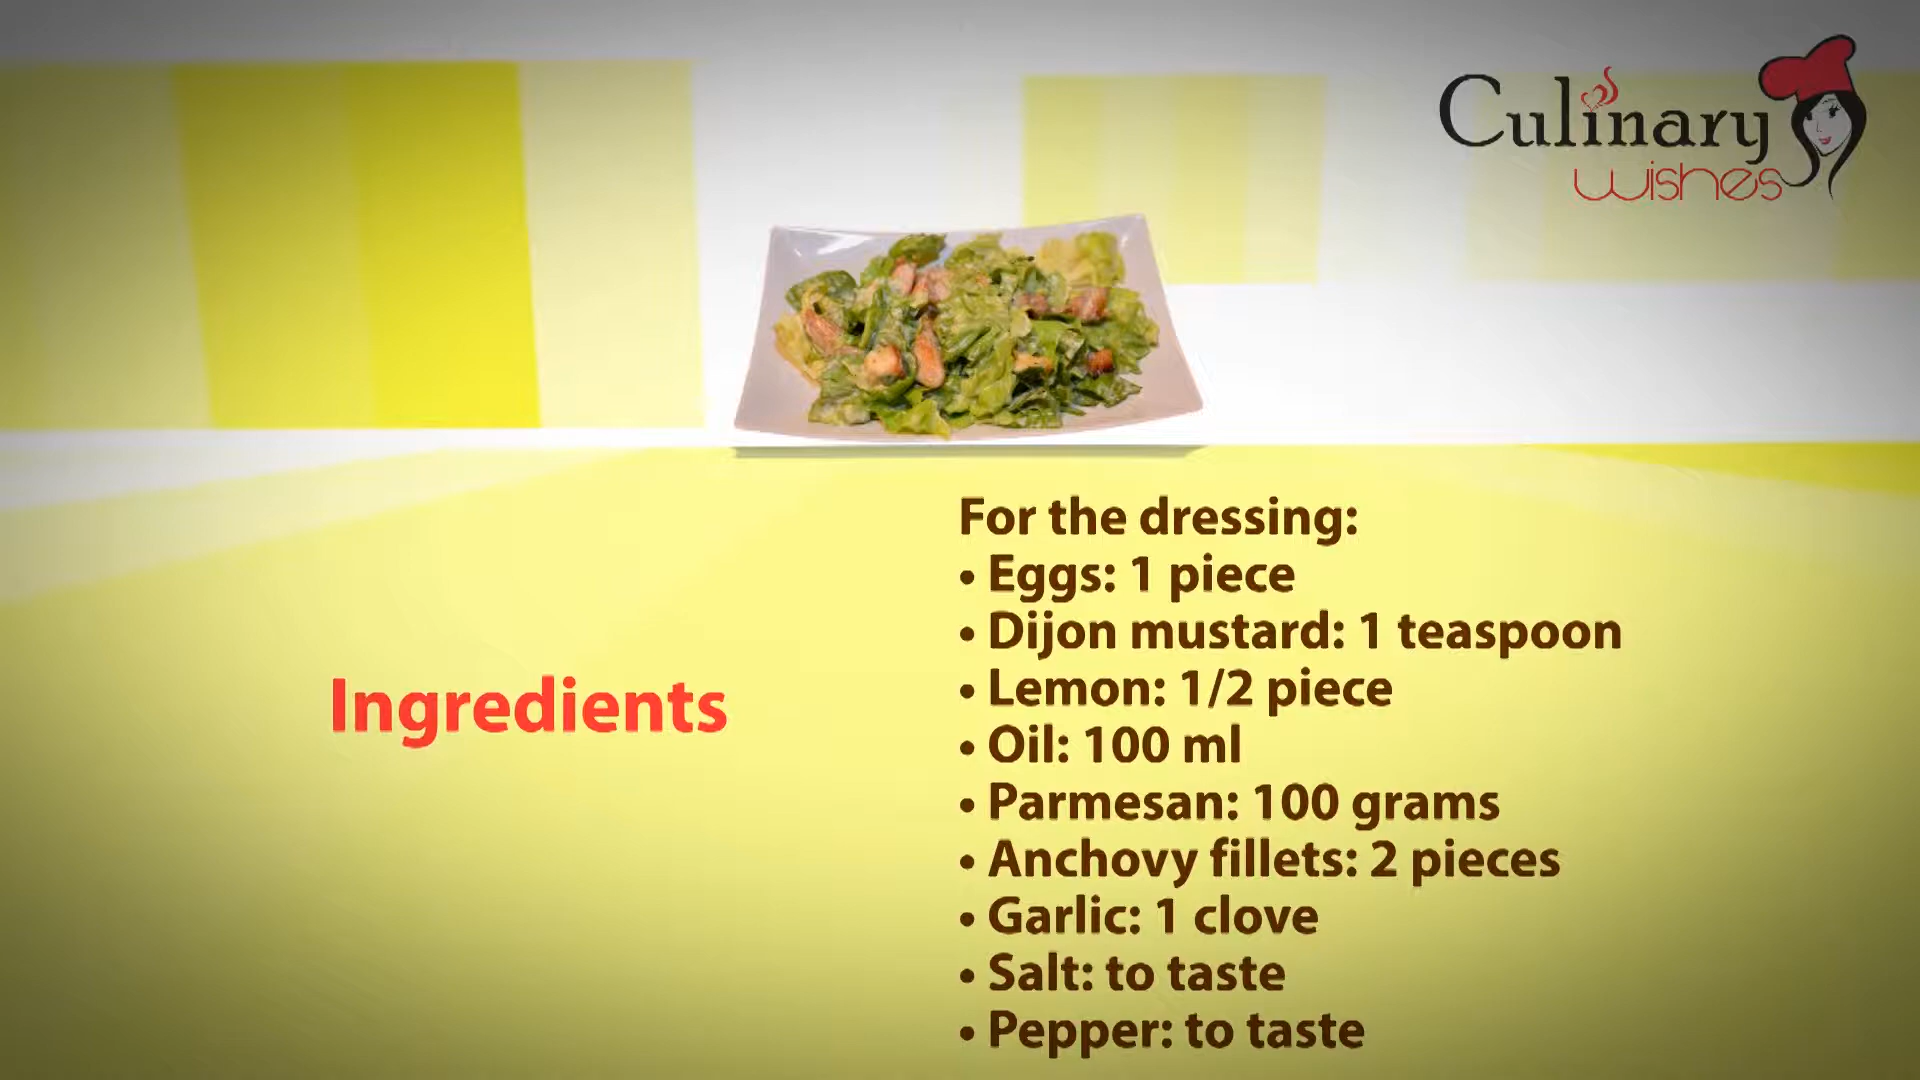 Culinary
wishes
Ingredients
For the dressing:
• Eggs: 1 piece
• Dijon mustard: 1 teaspoon
• Lemon: 1/2 piece
• Oil: 100 ml
• Parmesan: 100 grams
• Anchovy fillets: 2 pieces
• Garlic: 1 clove
• Salt: to taste
• Pepper: to taste